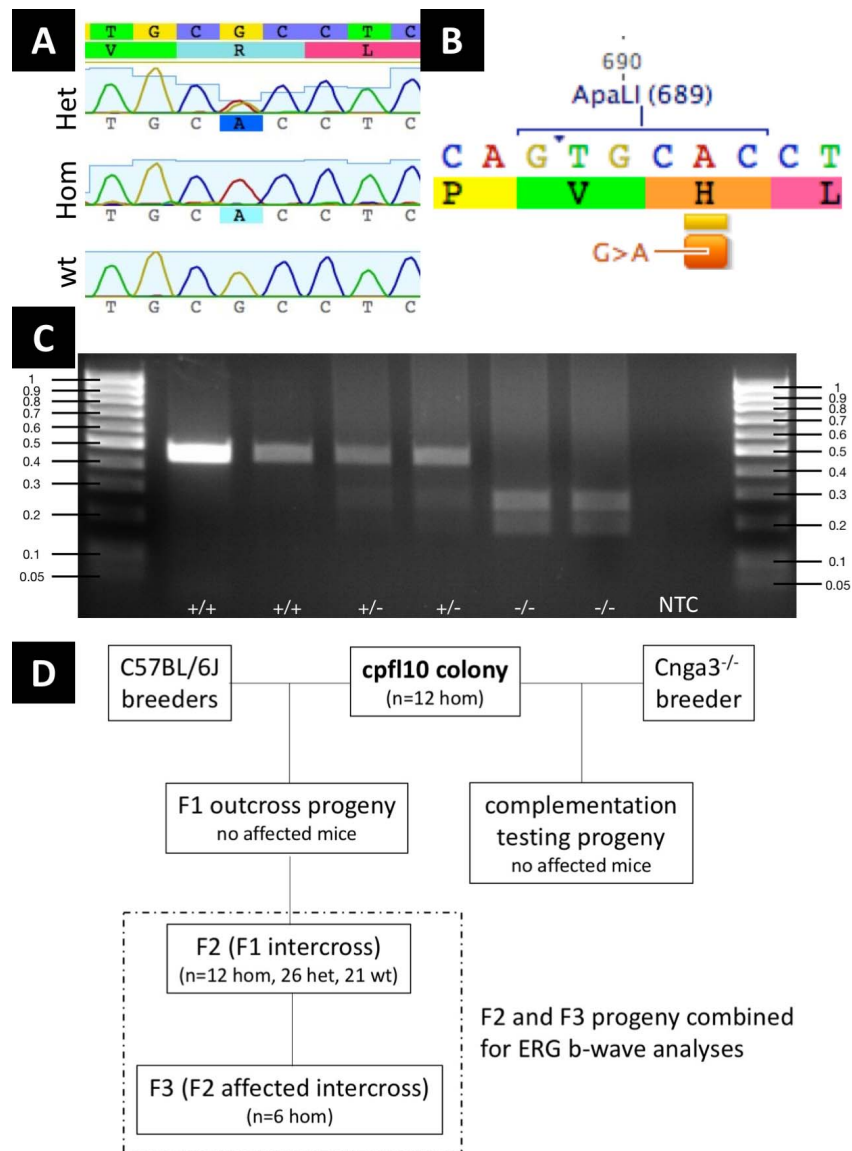 A
T G C G C C T C
V R L
Het
T G C A C C T C
Hom
T G C A C C T C
wt
T G C G C C T C
B
690
ApaLI (689)
C A G T G C A C C T
P V H L
G>A
C
1
0.9
0.8
0.7
0.6
0.5
0.4
0.3
0.2
0.1
0.05
1
0.9
0.8
0.7
0.6
0.5
0.4
0.3
0.2
0.1
0.05
+/+ +/+ +/- +/- -/- -/- NTC
D
C57BL/6J
breeders
cpfl10 colony
(n=12 hom)
Cnga3-/-
breeder
F1 outcross progeny
no affected mice
complementation
testing progeny
no affected mice
F2 (F1 intercross)
(n=12 hom, 26 het, 21 wt)
F3 (F2 affected intercross)
(n=6 hom)
F2 and F3 progeny combined
for ERG b-wave analyses